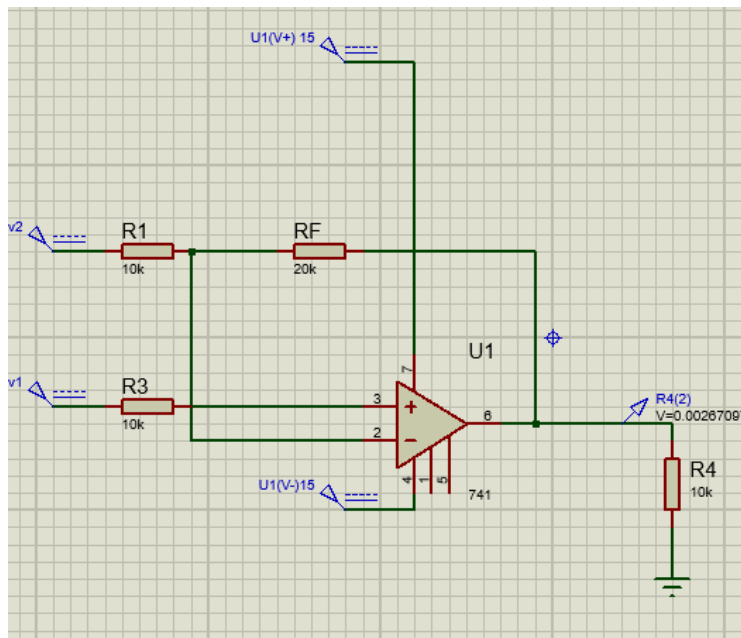 U1(V+) 15
v2
R1
10k
RF
20k
U1
7
v1
R3
10k
3
2
6
R4(2)
V=0.0026709
4
1
5
741
U1(V-)15
R4
10k